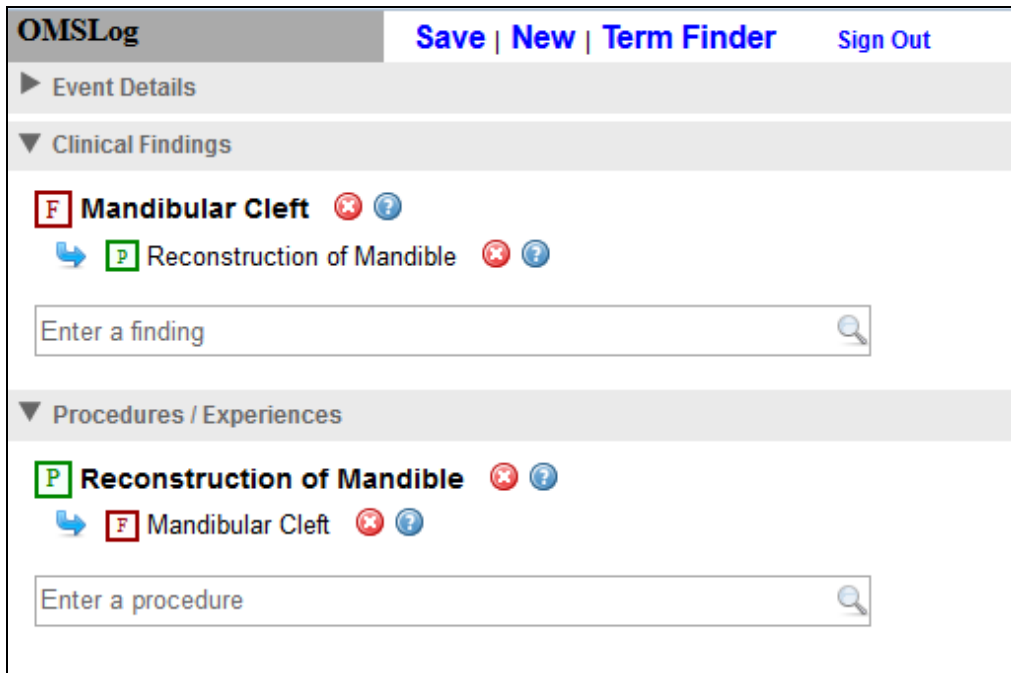 OMSLog Save | New | Term Finder Sign Out
Event Details
Clinical Findings
F Mandibular Cleft
P Reconstruction of Mandible
Enter a finding
Procedures / Experiences
P Reconstruction of Mandible
F Mandibular Cleft
Enter a procedure